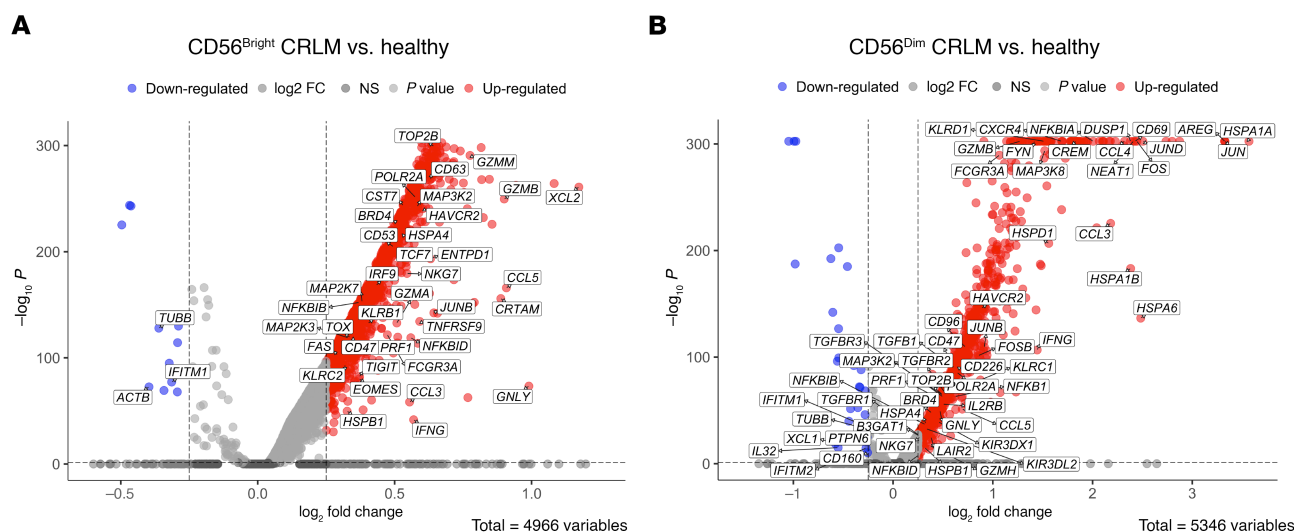 A
CD56Bright CRLM vs. healthy
Down-regulated log2 FC NS P value Up-regulated
300
200
100
0
−log10 P
TOP2B
GZMM
CD63
POLR2A
GZMB
XCL2
CST7 MAP3K2
BRD4 HAVCR2
CD53 HSPA4
TCF7 ENTPD1
IRF9 NKG7
CCL5
MAP2K7 GZMA
NFKBIB KLRB1 JUNB CRTAM
TUBB
MAP2K3 TOX TNFRSF9
FAS CD47 PRF1 NFKBID
IFITM1
KLRC2 TIGIT FCGR3A
ACTB
EOMES CCL3 GNLY
HSPB1 IFNG
−0.5 0.0 0.5 1.0
log2 fold change
Total = 4966 variables
B
CD56Dim CRLM vs. healthy
Down-regulated log2 FC NS P value Up-regulated
300
200
100
0
−log10 P
KLRD1 CXCR4 NFKBIA DUSP1 CD69 AREG HSPA1A
GZMB FYN CREM CCL4 JUND JUN
FCGR3A MAP3K8 NEAT1 FOS
HSPD1 CCL3
HSPA1B
HAVCR2 HSPA6
CD96 JUNB
TGFBR3 TGFB1 CD47 FOSB IFNG
MAP3K2 TGFBR2 CD226 KLRC1
NFKBIB PRF1 TOP2B POLR2A NFKB1
IFITM1 TGFBR1 BRD4 IL2RB
TUBB HSPA4 GNLY CCL5
B3GAT1
XCL1 PTPN6 NKG7 KIR3DX1
IL32 CD160 LAIR2
IFITM2 NFKBID HSPB1 GZMH KIR3DL2
−1 0 1 2 3
log2 fold change
Total = 5346 variables